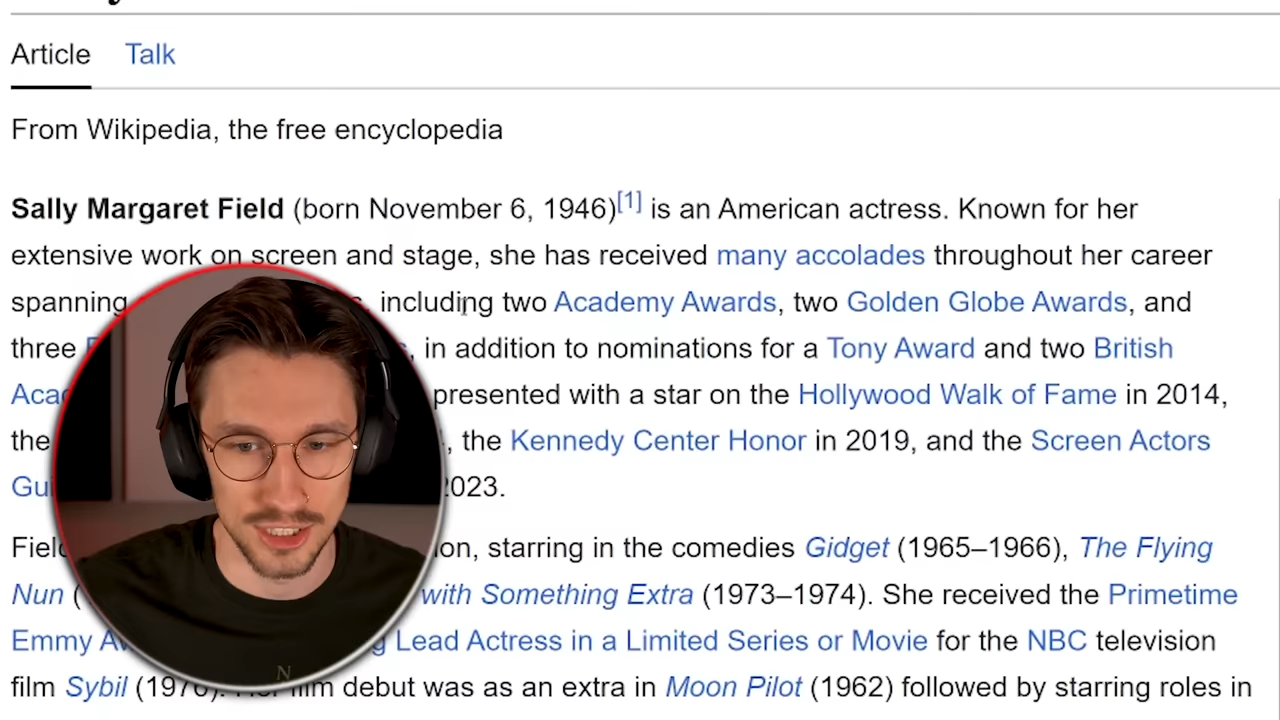 Article Talk
From Wikipedia, the free encyclopedia
Sally Margaret Field (born November 6, 1946)[1] is an American actress. Known for her
extensive work on screen and stage, she has received many accolades throughout her career
spanning including two Academy Awards, two Golden Globe Awards, and
three in addition to nominations for a Tony Award and two British
presented with a star on the Hollywood Walk of Fame in 2014,
the , the Kennedy Center Honor in 2019, and the Screen Actors
2023.
starring in the comedies Gidget (1965–1966), The Flying
Nun ( with Something Extra (1973–1974). She received the Primetime
Emmy Lead Actress in a Limited Series or Movie for the NBC television
film Sybil film debut was as an extra in Moon Pilot (1962) followed by starring roles in
N